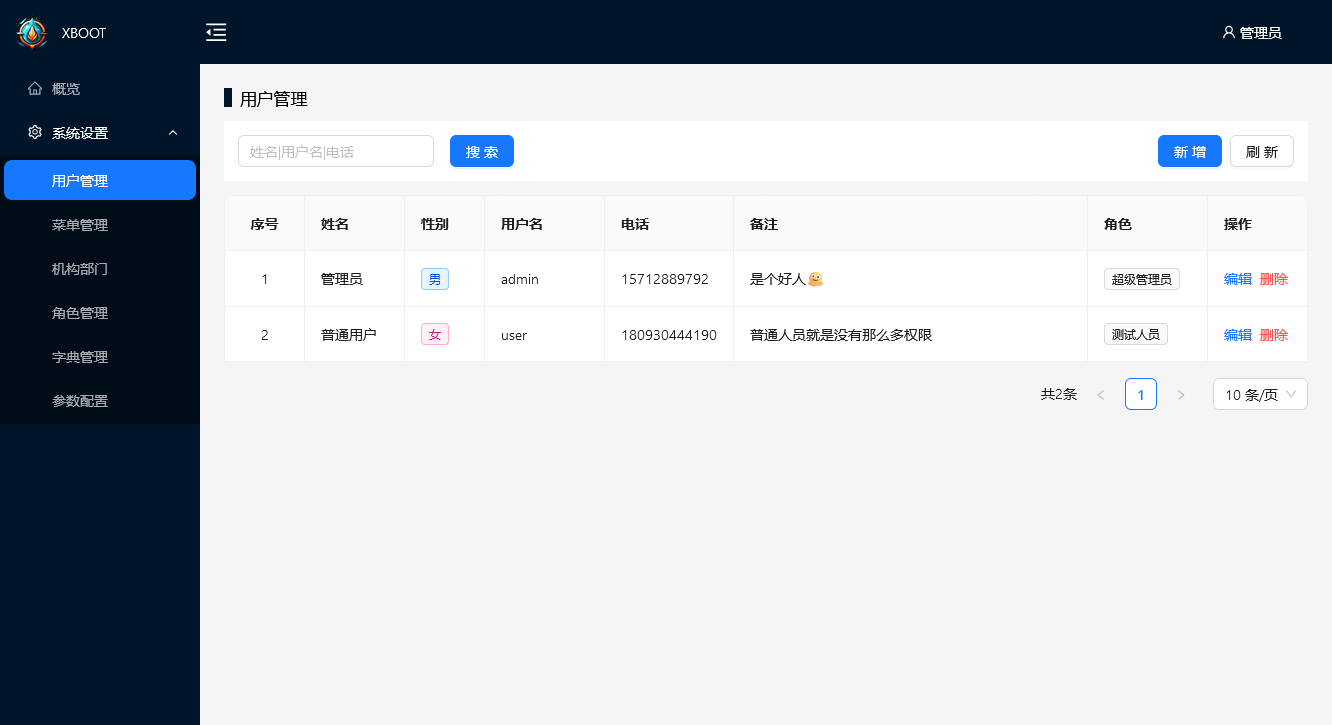 XBOOT
管理员
概览
系统设置
用户管理
菜单管理
机构部门
角色管理
字典管理
参数配置
用户管理
姓名|用户名|电话
搜 索
新 增
刷 新
序号 姓名 性别 用户名 电话 备注 角色 操作
1 管理员 男 admin 15712889792 是个好人 超级管理员 编辑 删除
2 普通用户 女 user 180930444190 普通人员就是没有那么多权限 测试人员 编辑 删除
共2条 < 1 > 10 条/页